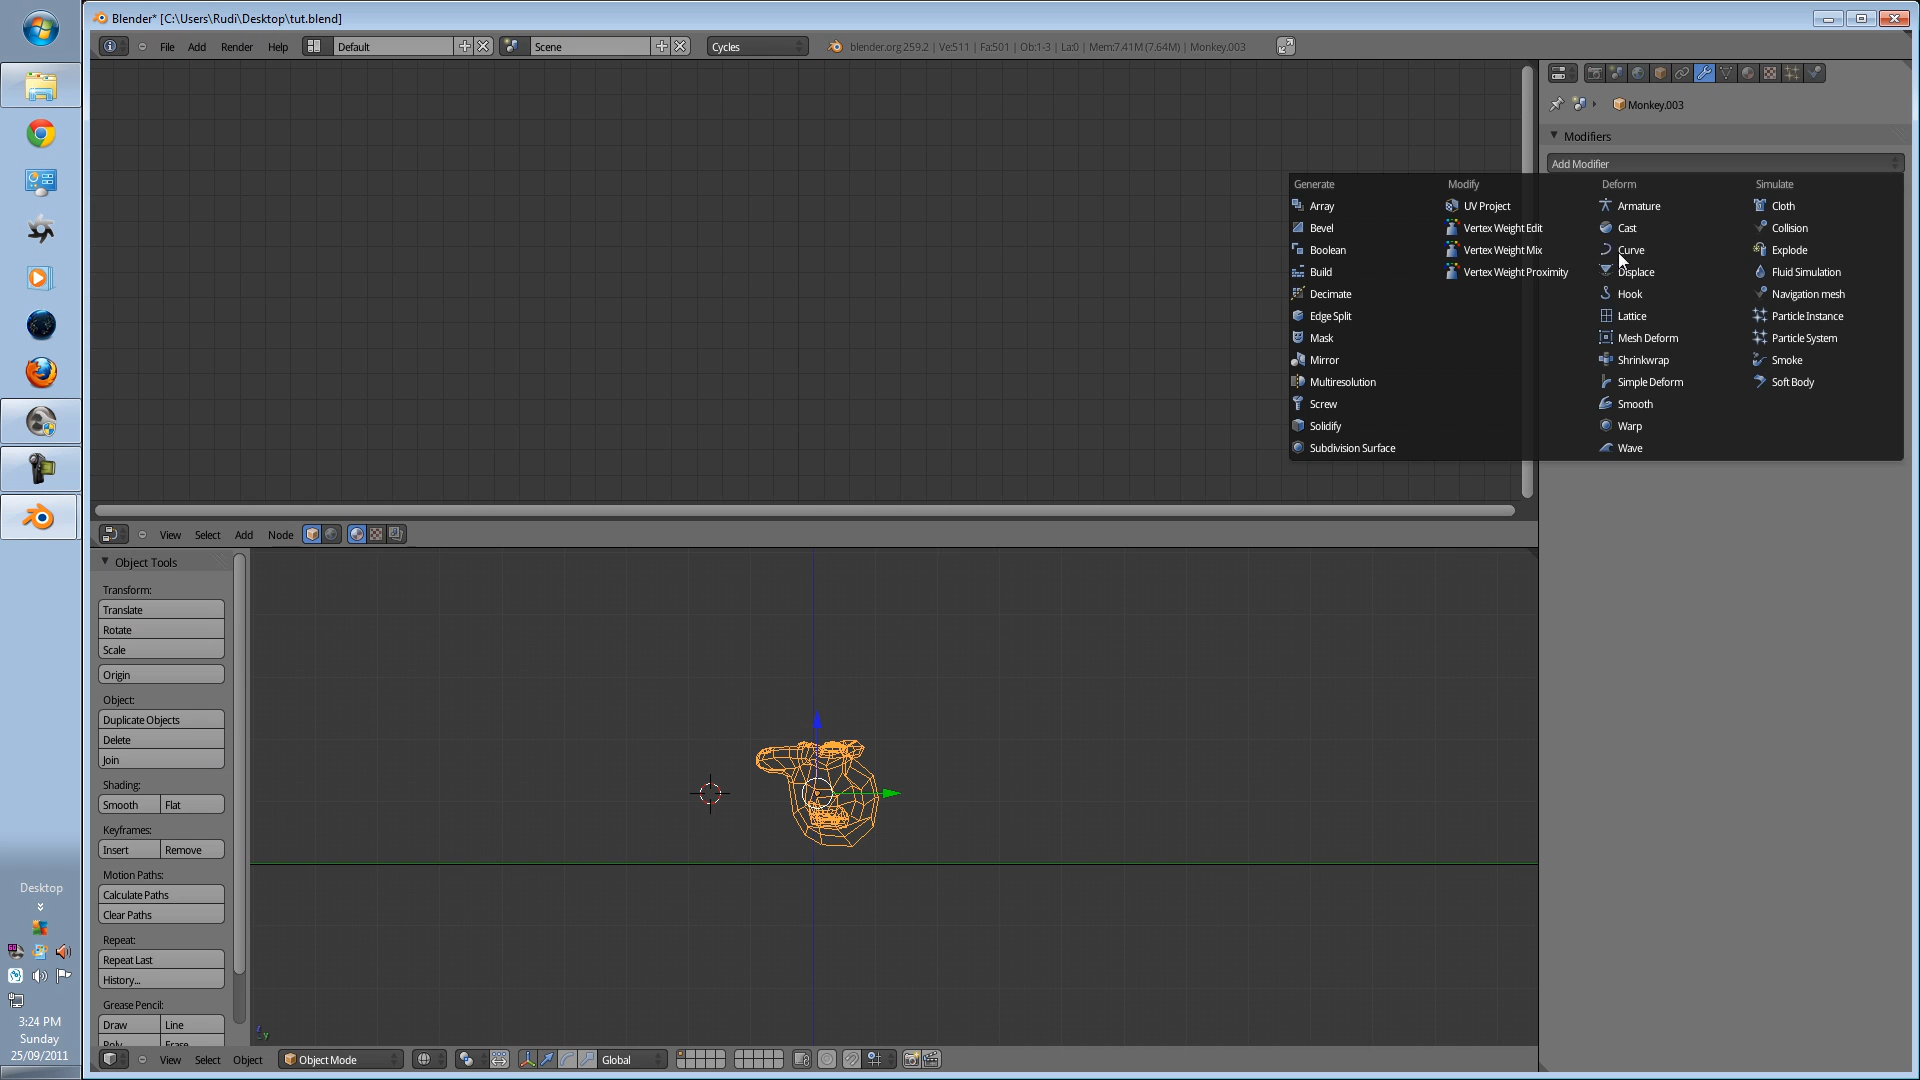 Blender* [C:\Users\Rudi\Desktop\tut.blend]
File Add Render Help Default Scene Cycles blender.org 259.2 | Ve:511 | Fa:501 | Ob:1-3 | La:0 | Mem:7.41M (7.64M) | Monkey.003
Monkey.003
Modifiers
Add Modifier
Generate Modify Deform Simulate
Array UV Project Armature Cloth
Bevel Vertex Weight Edit Cast Collision
Boolean Vertex Weight Mix Curve Explode
Build Vertex Weight Proximity Displace Fluid Simulation
Decimate Hook Navigation mesh
Edge Split Lattice Particle Instance
Mask Mesh Deform Particle System
Mirror Shrinkwrap Smoke
Multiresolution Simple Deform Soft Body
Screw Smooth
Solidify Warp
Subdivision Surface Wave
View Select Add Node
Object Tools
Transform:
Translate
Rotate
Scale
Origin
Object:
Duplicate Objects
Delete
Join
Shading:
Smooth Flat
Keyframes:
Insert Remove
Motion Paths:
Calculate Paths
Clear Paths
Repeat:
Repeat Last
History...
Grease Pencil:
Draw Line
Poly Erase
View Select Object Object Mode Global
Desktop
3:24 PM
Sunday
25/09/2011